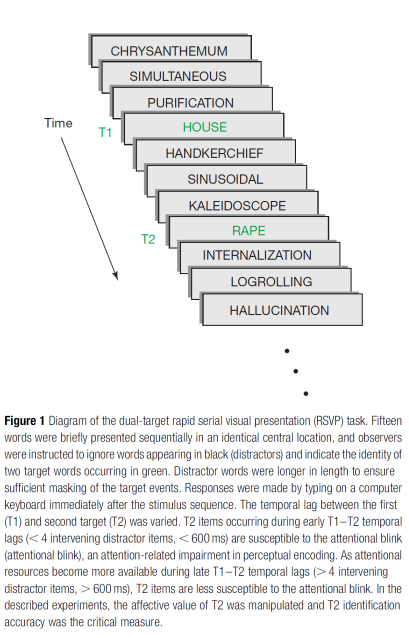 CHRYSANTHEMUM
SIMULTANEOUS
PURIFICATION
Time
T1
HOUSE
HANDKERCHIEF
SINUSOIDAL
KALEIDOSCOPE
T2
RAPE
INTERNALIZATION
LOGROLLING
HALLUCINATION
Figure 1 Diagram of the dual-target rapid serial visual presentation (RSVP) task. Fifteen
words were briefly presented sequentially in an identical central location, and observers
were instructed to ignore words appearing in black (distractors) and indicate the identity of
two target words occurring in green. Distractor words were longer in length to ensure
sufficient masking of the target events. Responses were made by typing on a computer
keyboard immediately after the stimulus sequence. The temporal lag between the first
(T1) and second target (T2) was varied. T2 items occurring during early T1–T2 temporal
lags (< 4 intervening distractor items, < 600 ms) are susceptible to the attentional blink
(attentional blink), an attention-related impairment in perceptual encoding. As attentional
resources become more available during late T1–T2 temporal lags (> 4 intervening
distractor items, > 600 ms), T2 items are less susceptible to the attentional blink. In the
described experiments, the affective value of T2 was manipulated and T2 identification
accuracy was the critical measure.